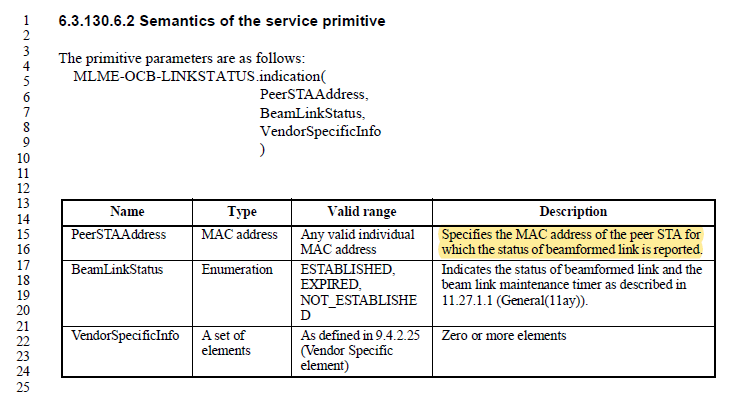 1
2
3
4
5
6
7
8
9
10
11
12
13
14
15
16
17
18
19
20
21
22
23
24
25
6.3.130.6.2 Semantics of the service primitive
The primitive parameters are as follows:
MLME-OCB-LINKSTATUS.indication(
PeerSTAAddress,
BeamLinkStatus,
VendorSpecificInfo
)
Name Type Valid range Description
PeerSTAAddress MAC address Any valid individual Specifies the MAC address of the peer STA for
MAC address which the status of beamformed link is reported.
BeamLinkStatus Enumeration ESTABLISHED, Indicates the status of beamformed link and the
EXPIRED, beam link maintenance timer as described in
NOT_ESTABLISHE 11.27.1.1 (General(11ay)).
D
VendorSpecificInfo A set of As defined in 9.4.2.25 Zero or more elements
elements (Vendor Specific
element)